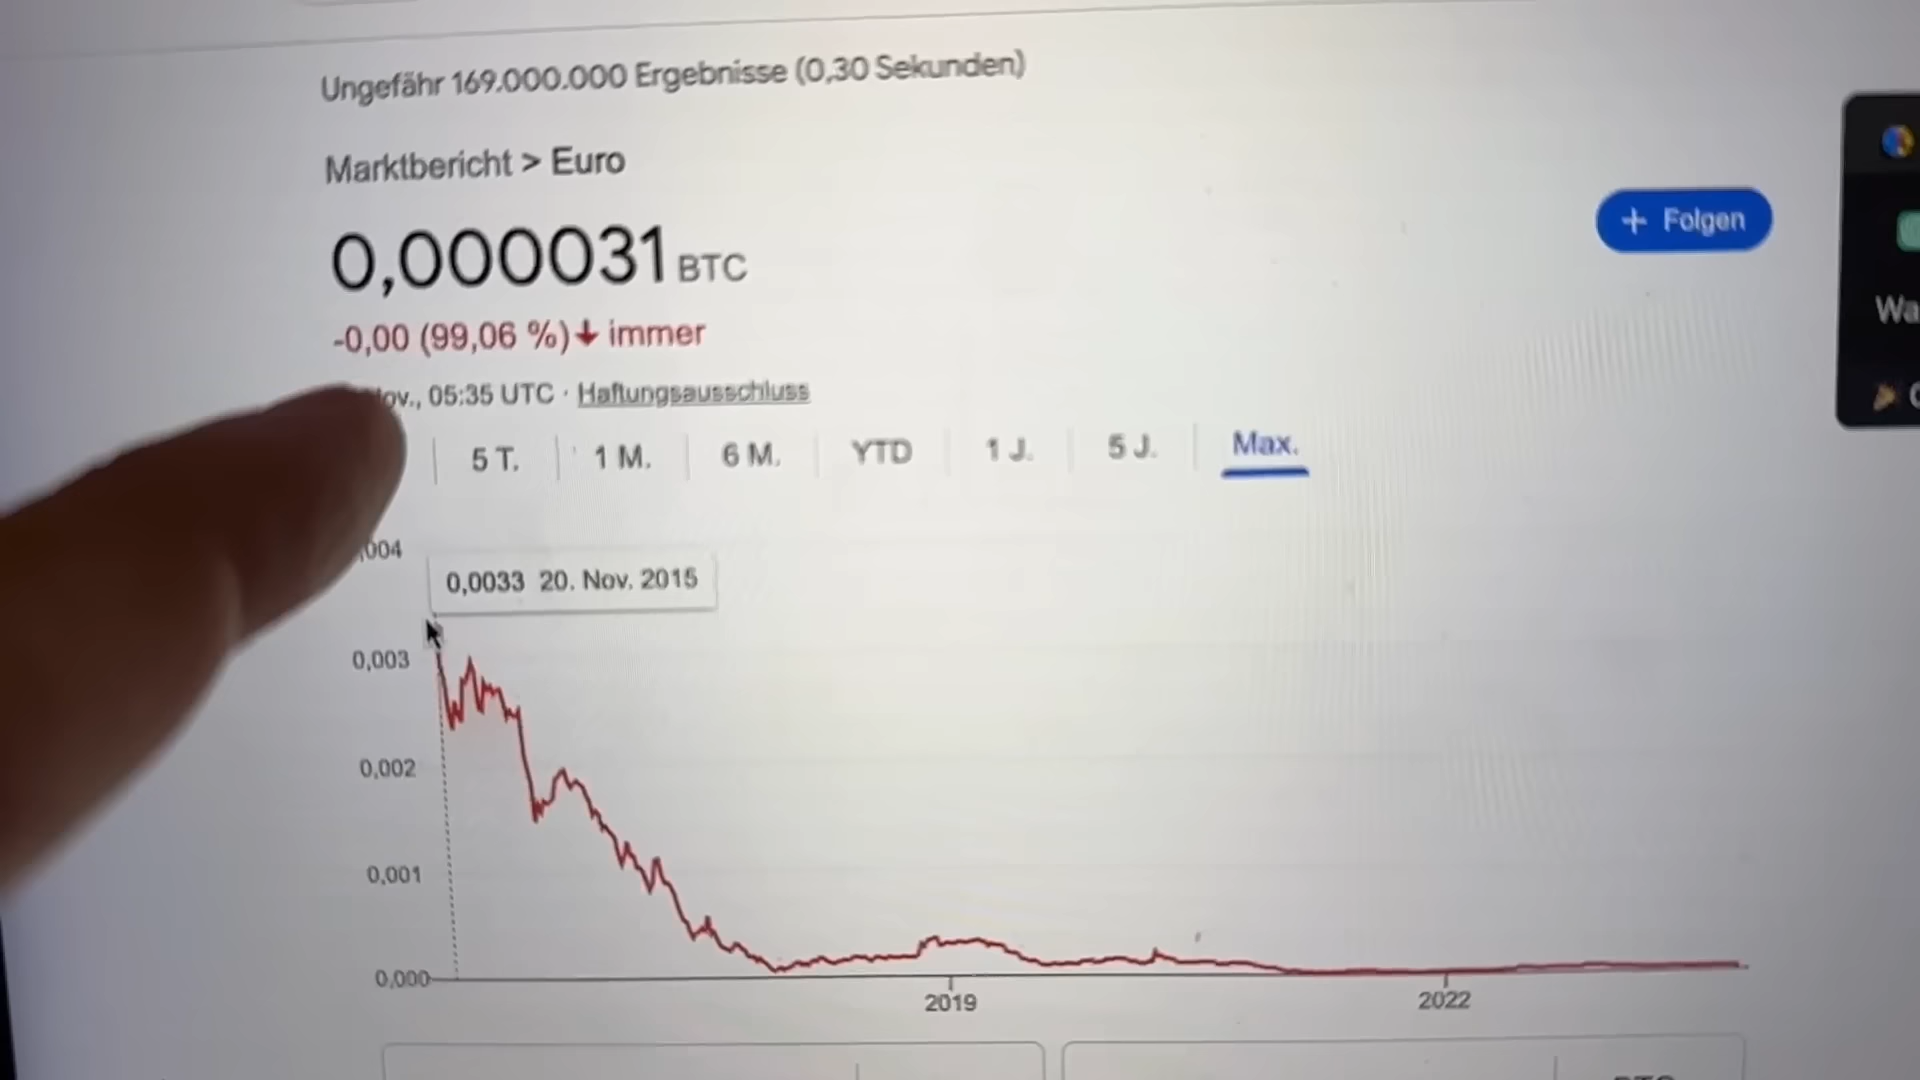 Ungefähr 169.000.000 Ergebnisse (0,30 Sekunden)
Marktbericht > Euro
+ Folgen
0,000031 BTC
-0,00 (99,06 %) ↓ immer
ov., 05:35 UTC · Haftungsausschluss
5 T. 1 M. 6 M. YTD 1 J. 5 J. Max.
,004
0,0033 20. Nov. 2015
0,003
0,002
0,001
0,000
2019 2022
Wa